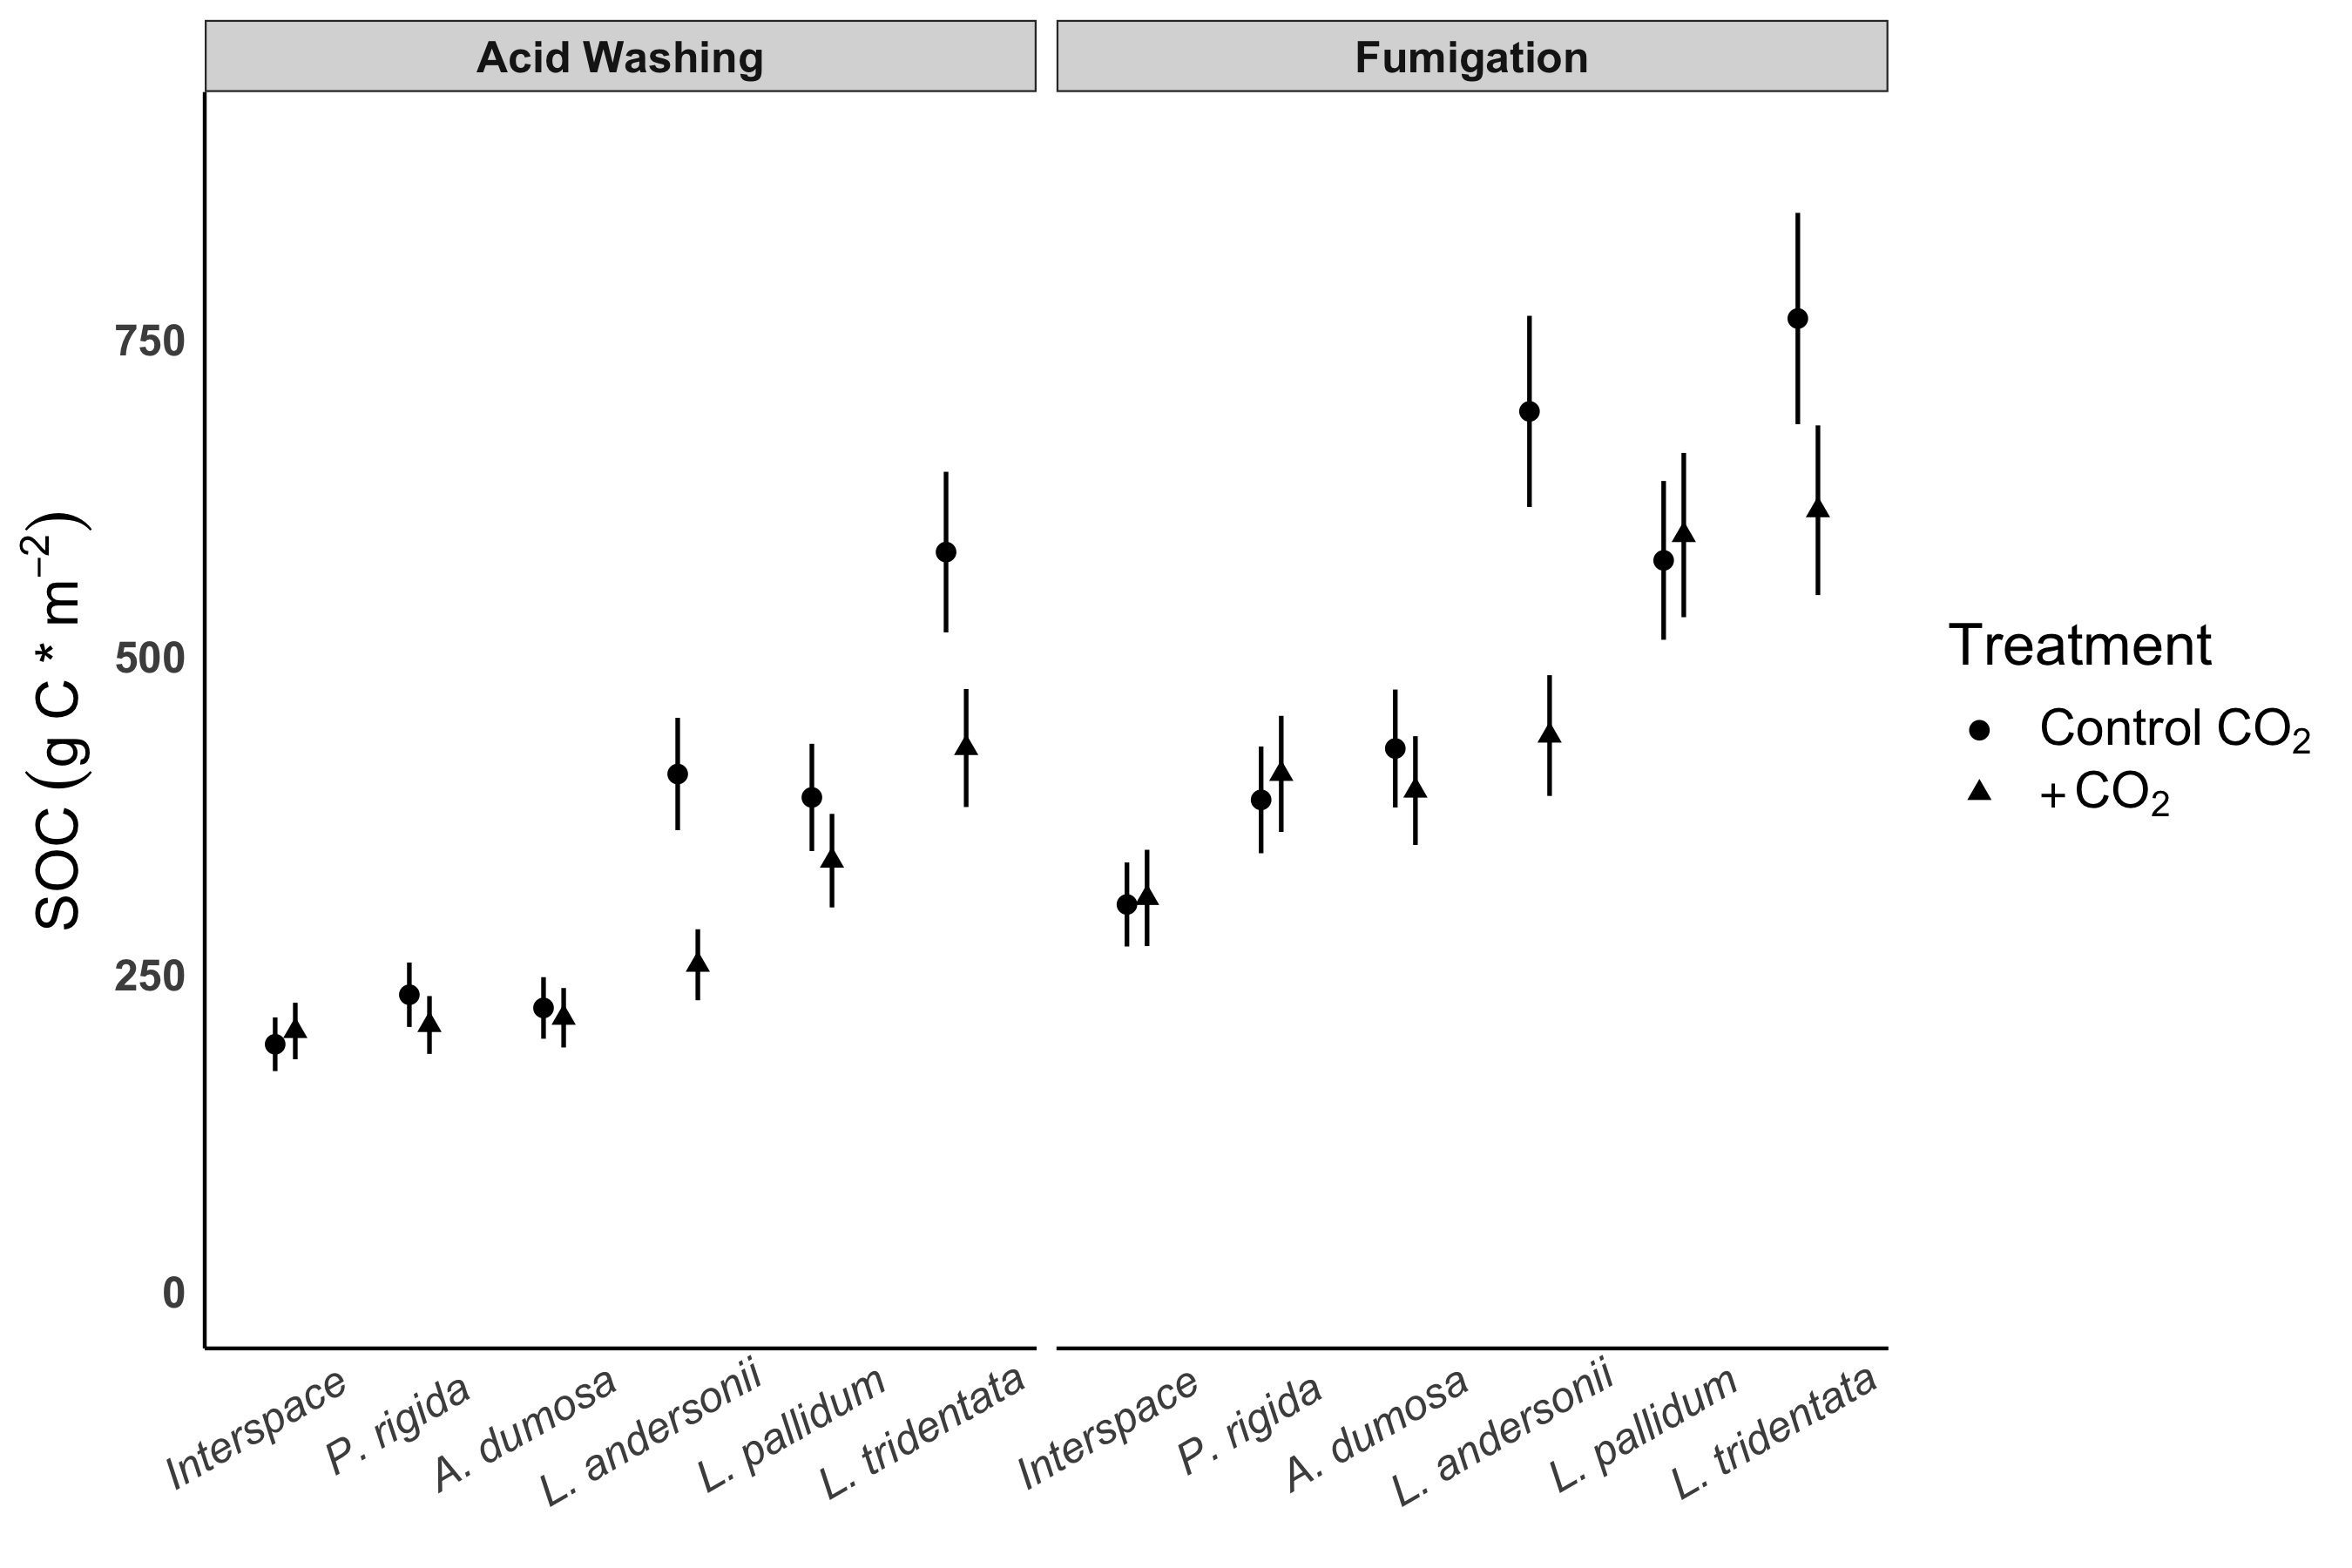 Acid Washing
Fumigation
SOC (g C * m⁻²)
750
500
250
0
Interspace
P. rigida
A. dumosa
L. andersonii
L. pallidum
L. tridentata
Interspace
P. rigida
A. dumosa
L. andersonii
L. pallidum
L. tridentata
Treatment
Control CO₂
+ CO₂